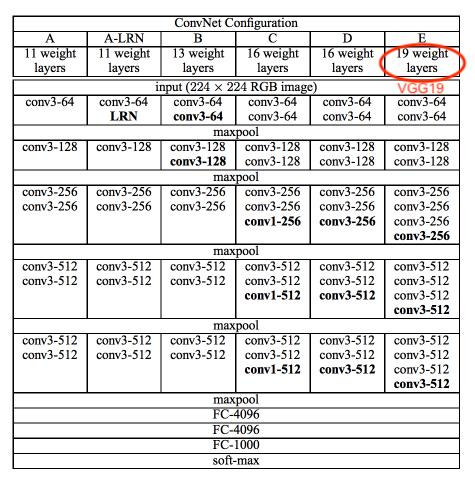 ConvNet Configuration
A A-LRN B C D E
11 weight 11 weight 13 weight 16 weight 16 weight 19 weight
layers layers layers layers layers layers
input (224 × 224 RGB image) VGG19
conv3-64 conv3-64 conv3-64 conv3-64 conv3-64 conv3-64
LRN conv3-64 conv3-64 conv3-64 conv3-64
maxpool
conv3-128 conv3-128 conv3-128 conv3-128 conv3-128 conv3-128
conv3-128 conv3-128 conv3-128 conv3-128
maxpool
conv3-256 conv3-256 conv3-256 conv3-256 conv3-256 conv3-256
conv3-256 conv3-256 conv3-256 conv3-256 conv3-256 conv3-256
conv1-256 conv3-256 conv3-256
conv3-256
maxpool
conv3-512 conv3-512 conv3-512 conv3-512 conv3-512 conv3-512
conv3-512 conv3-512 conv3-512 conv3-512 conv3-512 conv3-512
conv1-512 conv3-512 conv3-512
conv3-512
maxpool
conv3-512 conv3-512 conv3-512 conv3-512 conv3-512 conv3-512
conv3-512 conv3-512 conv3-512 conv3-512 conv3-512 conv3-512
conv1-512 conv3-512 conv3-512
conv3-512
maxpool
FC-4096
FC-4096
FC-1000
soft-max